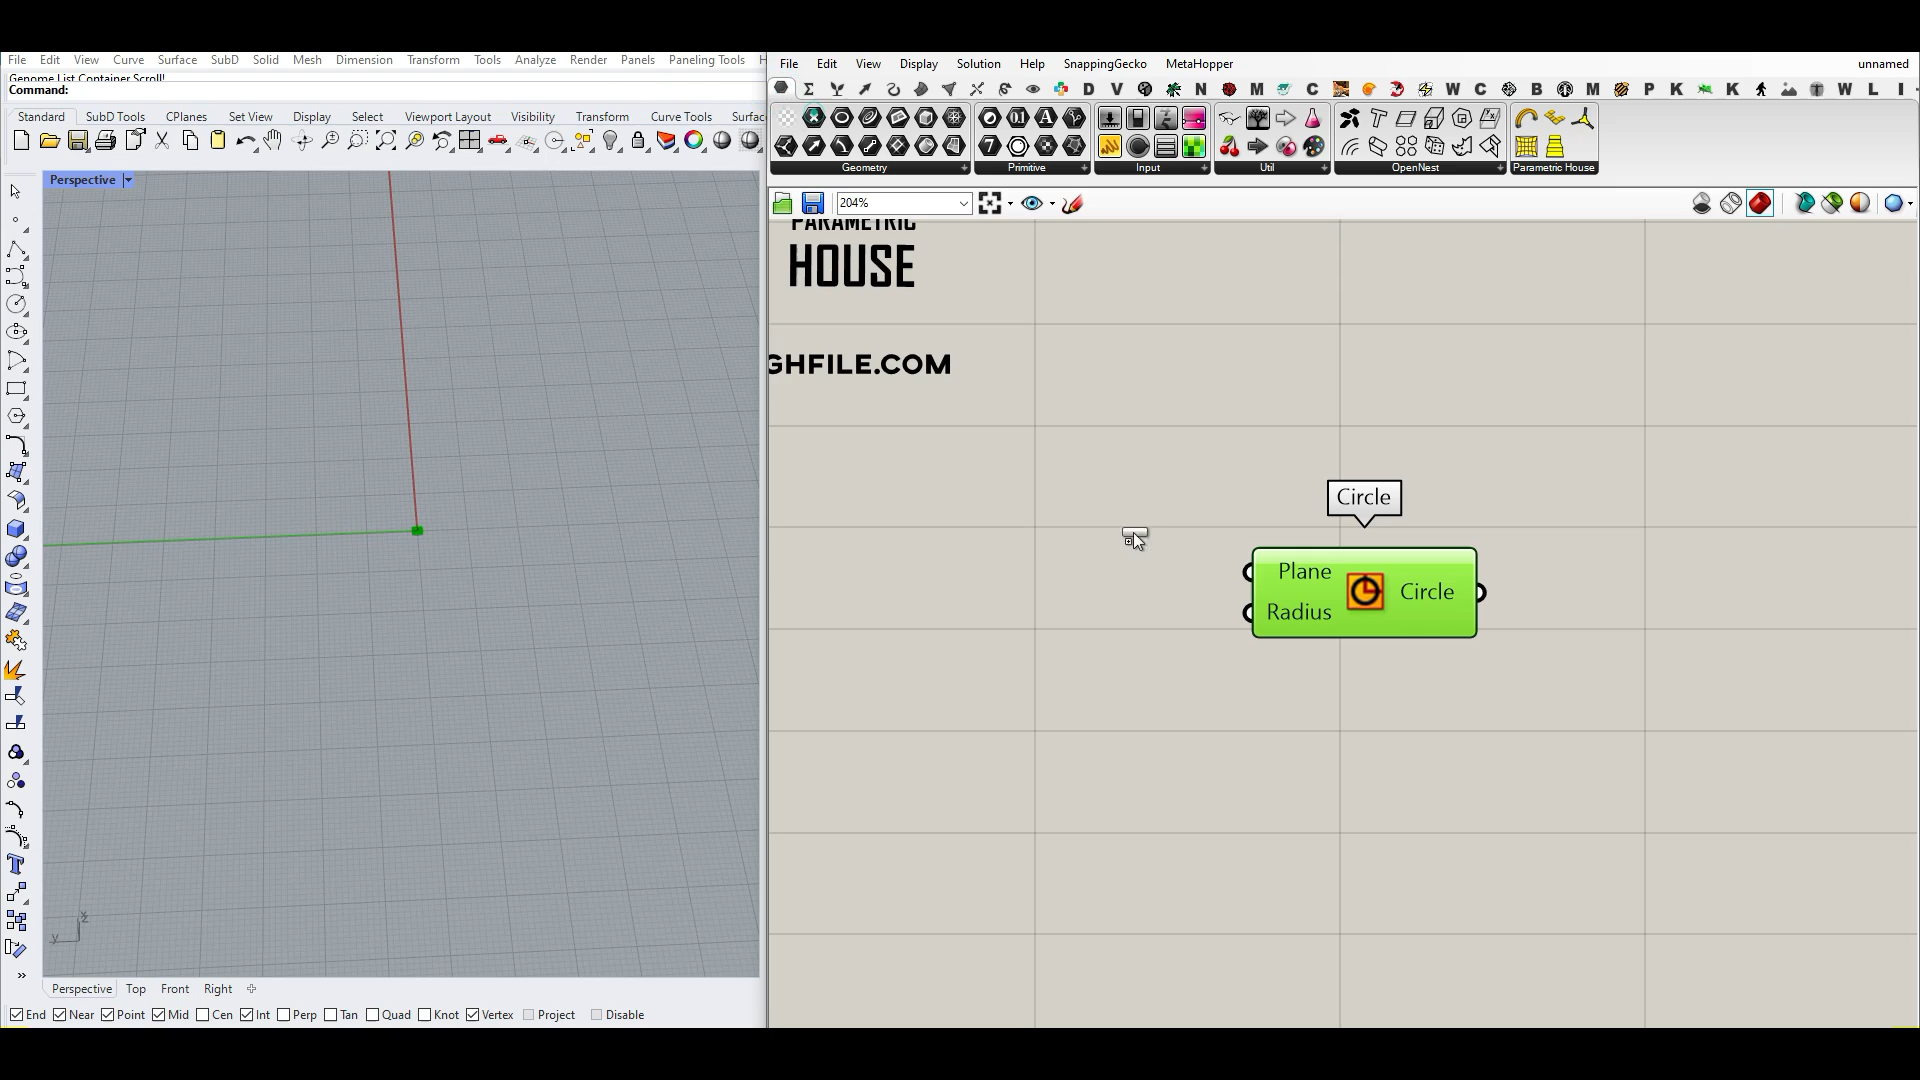 File Edit View Curve Surface SubD Solid Mesh Dimension Transform Tools Analyze Render Panels Paneling Tools H
Genome List Container Scroll!
Command:
Standard SubD Tools CPlanes Set View Display Select Viewport Layout Visibility Transform Curve Tools Surfac
Perspective
y x z
Perspective Top Front Right
End Near Point Mid Cen Int Perp Tan Quad Knot Vertex Project Disable
File Edit View Display Solution Help SnappingGecko MetaHopper unnamed
D V N M C W C B M P K K W L I
Geometry Primitive Input Util OpenNest Parametric House
204%
PARAMETRIC
HOUSE
GHFILE.COM
Circle
Plane
Radius
Circle